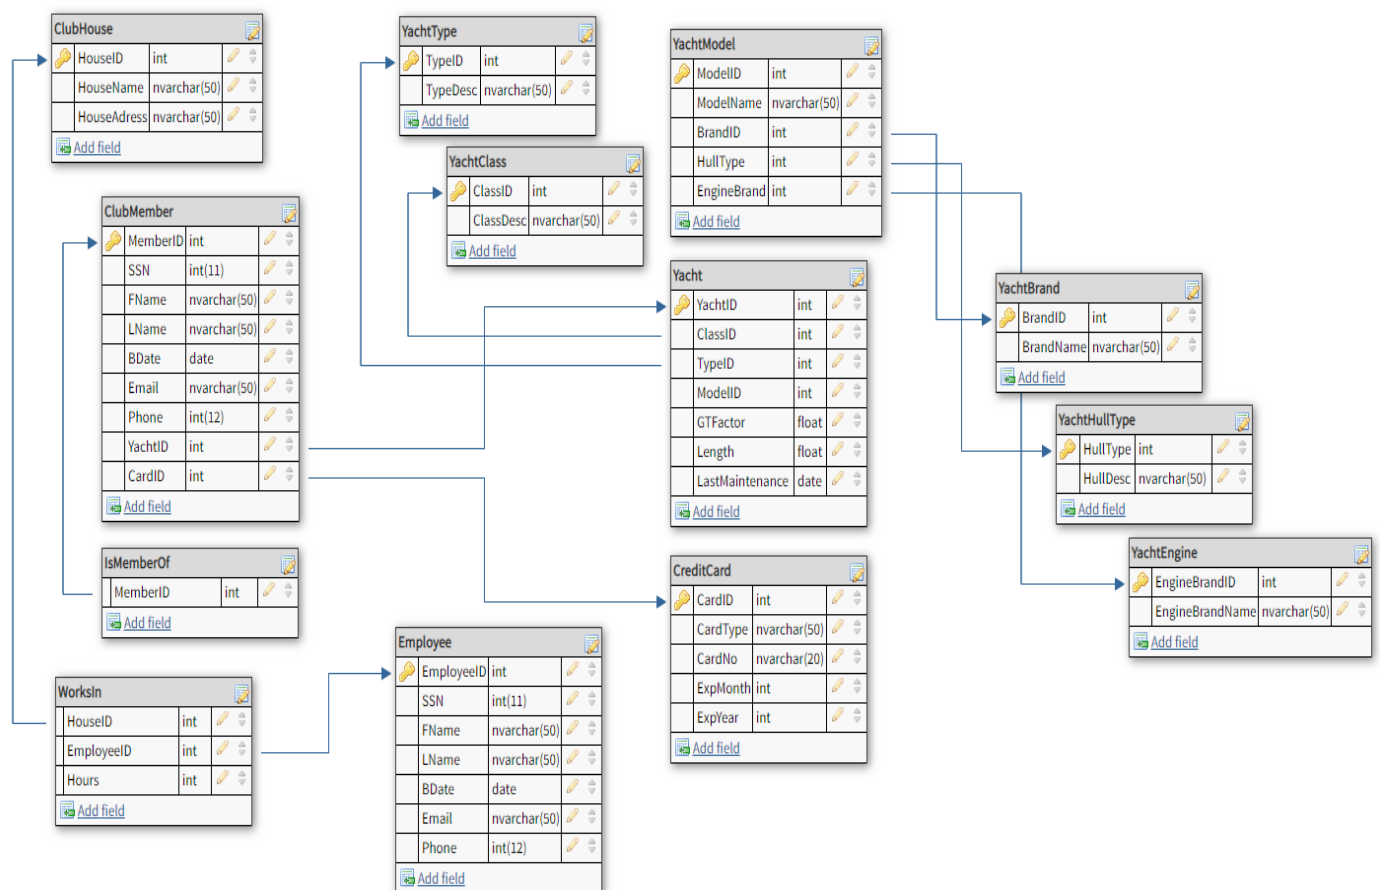 ClubHouse
HouseID int
HouseName nvarchar(50)
HouseAdress nvarchar(50)
Add field
ClubMember
MemberID int
SSN int(11)
FName nvarchar(50)
LName nvarchar(50)
BDate date
Email nvarchar(50)
Phone int(12)
YachtID int
CardID int
Add field
IsMemberOf
MemberID int
Add field
WorksIn
HouseID int
EmployeeID int
Hours int
Add field
YachtType
TypeID int
TypeDesc nvarchar(50)
Add field
YachtClass
ClassID int
ClassDesc nvarchar(50)
Add field
Employee
EmployeeID int
SSN int(11)
FName nvarchar(50)
LName nvarchar(50)
BDate date
Email nvarchar(50)
Phone int(12)
Add field
YachtModel
ModelID int
ModelName nvarchar(50)
BrandID int
HullType int
EngineBrand int
Add field
Yacht
YachtID int
ClassID int
TypeID int
ModelID int
GTFactor float
Length float
LastMaintenance date
Add field
CreditCard
CardID int
CardType nvarchar(50)
CardNo nvarchar(20)
ExpMonth int
ExpYear int
Add field
YachtBrand
BrandID int
BrandName nvarchar(50)
Add field
YachtHullType
HullType int
HullDesc nvarchar(50)
Add field
YachtEngine
EngineBrandID int
EngineBrandName nvarchar(50)
Add field